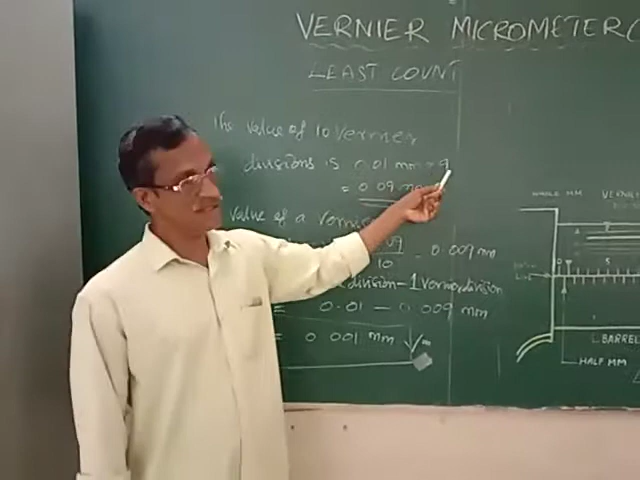 VERNIER MICROMETER(
LEAST COUNT
The value of 10 Vernier
divisions is 0.01 mm × 9
= 0.09 mm
value of a Vernier
09
10
0.009 mm
division - 1 Vernier division
= 0.01 - 0.009 mm
= 0.001 mm
WHOLE MM
0
5
BARREL
HALF MM